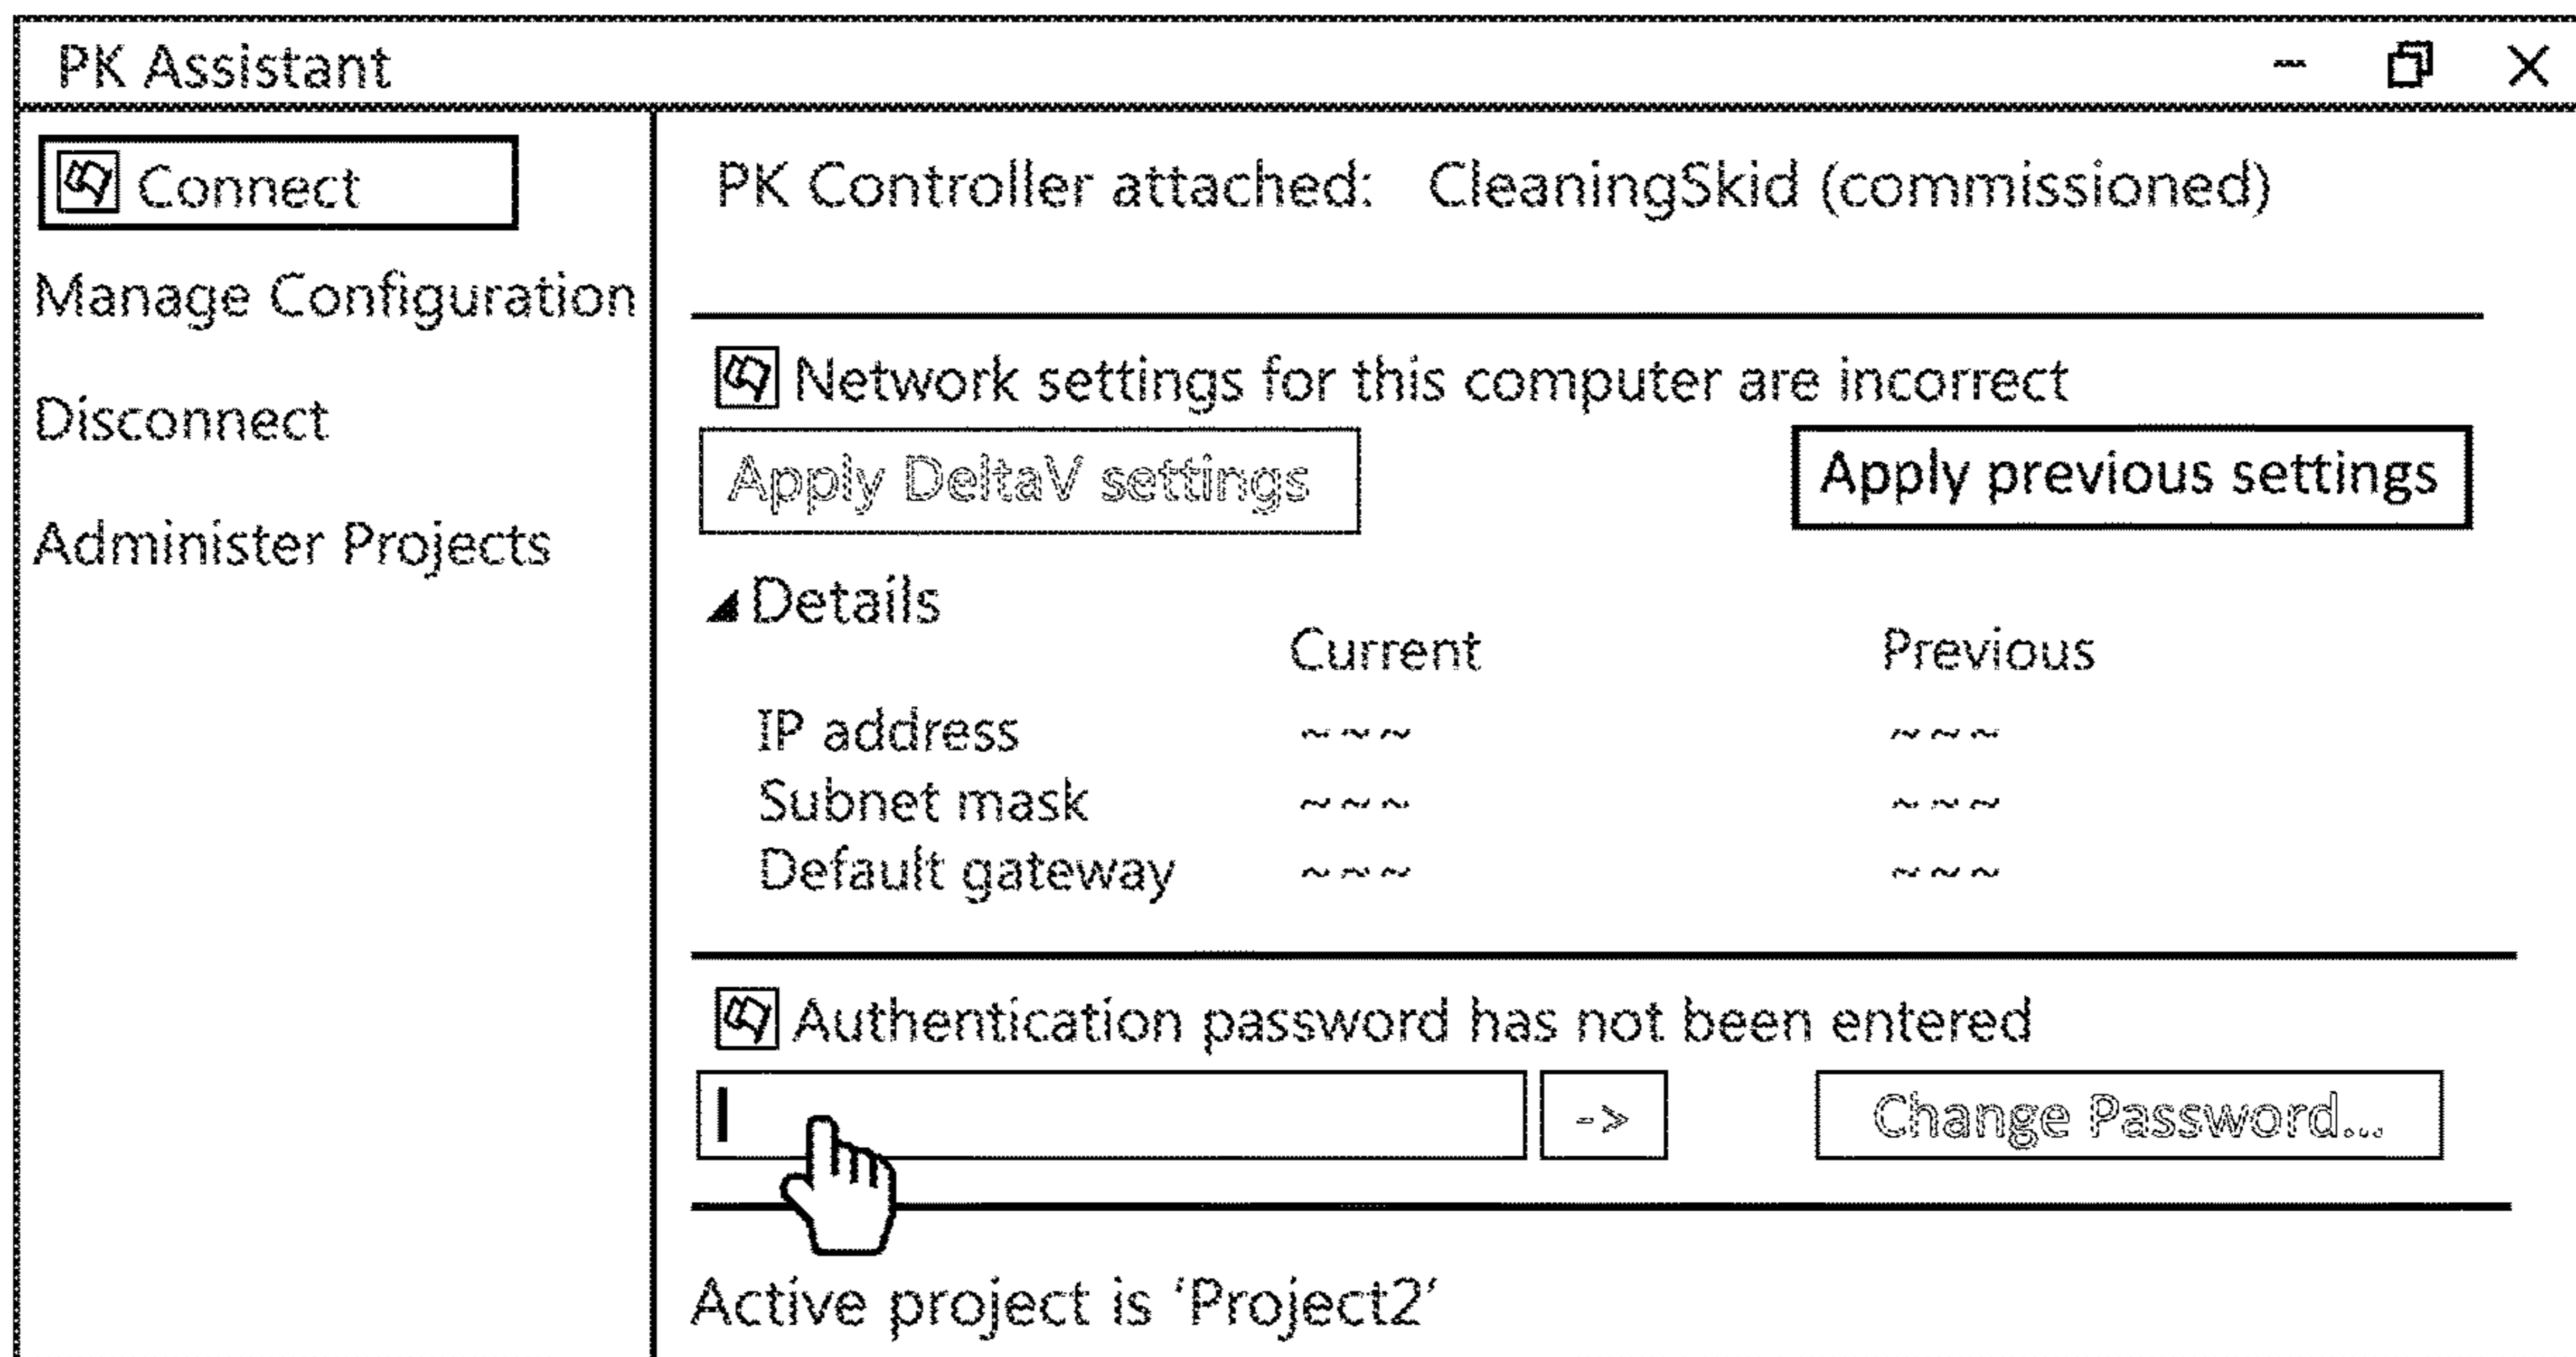 PK Assistant
Connect
Manage Configuration
Disconnect
Administer Projects
PK Controller attached: CleaningSkid (commissioned)
Network settings for this computer are incorrect
Apply DeltaV settings
Apply previous settings
Details
Current Previous
IP address ~~~ ~~~
Subnet mask ~~~ ~~~
Default gateway ~~~ ~~~
Authentication password has not been entered
-> Change Password...
Active project is ‘Project2’